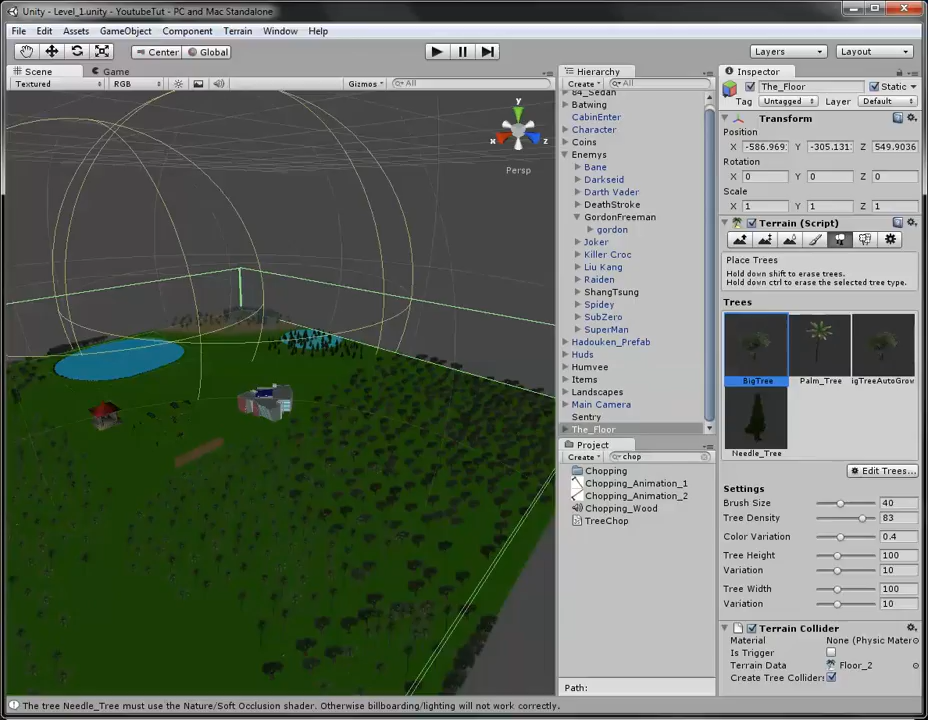 Unity - Level_1.unity - YoutubeTut - PC and Mac Standalone
File Edit Assets GameObject Component Terrain Window Help
Center Global Layers Layout
Scene Game
Textured RGB Gizmos All
y
x
z
Persp
Hierarchy
Create All
84_Sedan
Batwing
CabinEnter
Character
Coins
Enemys
Bane
Darkseid
Darth Vader
DeathStroke
GordonFreeman
gordon
Joker
Killer Croc
Liu Kang
Raiden
ShangTsung
Spidey
SubZero
SuperMan
Hadouken_Prefab
Huds
Humvee
Items
Landscapes
Main Camera
Sentry
The_Floor
Project
Create chop
Chopping
Chopping_Animation_1
Chopping_Animation_2
Chopping_Wood
TreeChop
Path:
Inspector
The_Floor Static
Tag Untagged Layer Default
Transform
Position
X -586.969 Y -305.131 Z 549.9036
Rotation
X 0 Y 0 Z 0
Scale
X 1 Y 1 Z 1
Terrain (Script)
Place Trees
Hold down shift to erase trees.
Hold down ctrl to erase the selected tree type.
Trees
BigTree Palm_Tree igTreeAutoGrow
Needle_Tree
Edit Trees...
Settings
Brush Size 40
Tree Density 83
Color Variation 0.4
Tree Height 100
Variation 10
Tree Width 100
Variation 10
Terrain Collider
Material None (Physic Mater
Is Trigger
Terrain Data Floor_2
Create Tree Colliders
The tree Needle_Tree must use the Nature/Soft Occlusion shader. Otherwise billboarding/lighting will not work correctly.